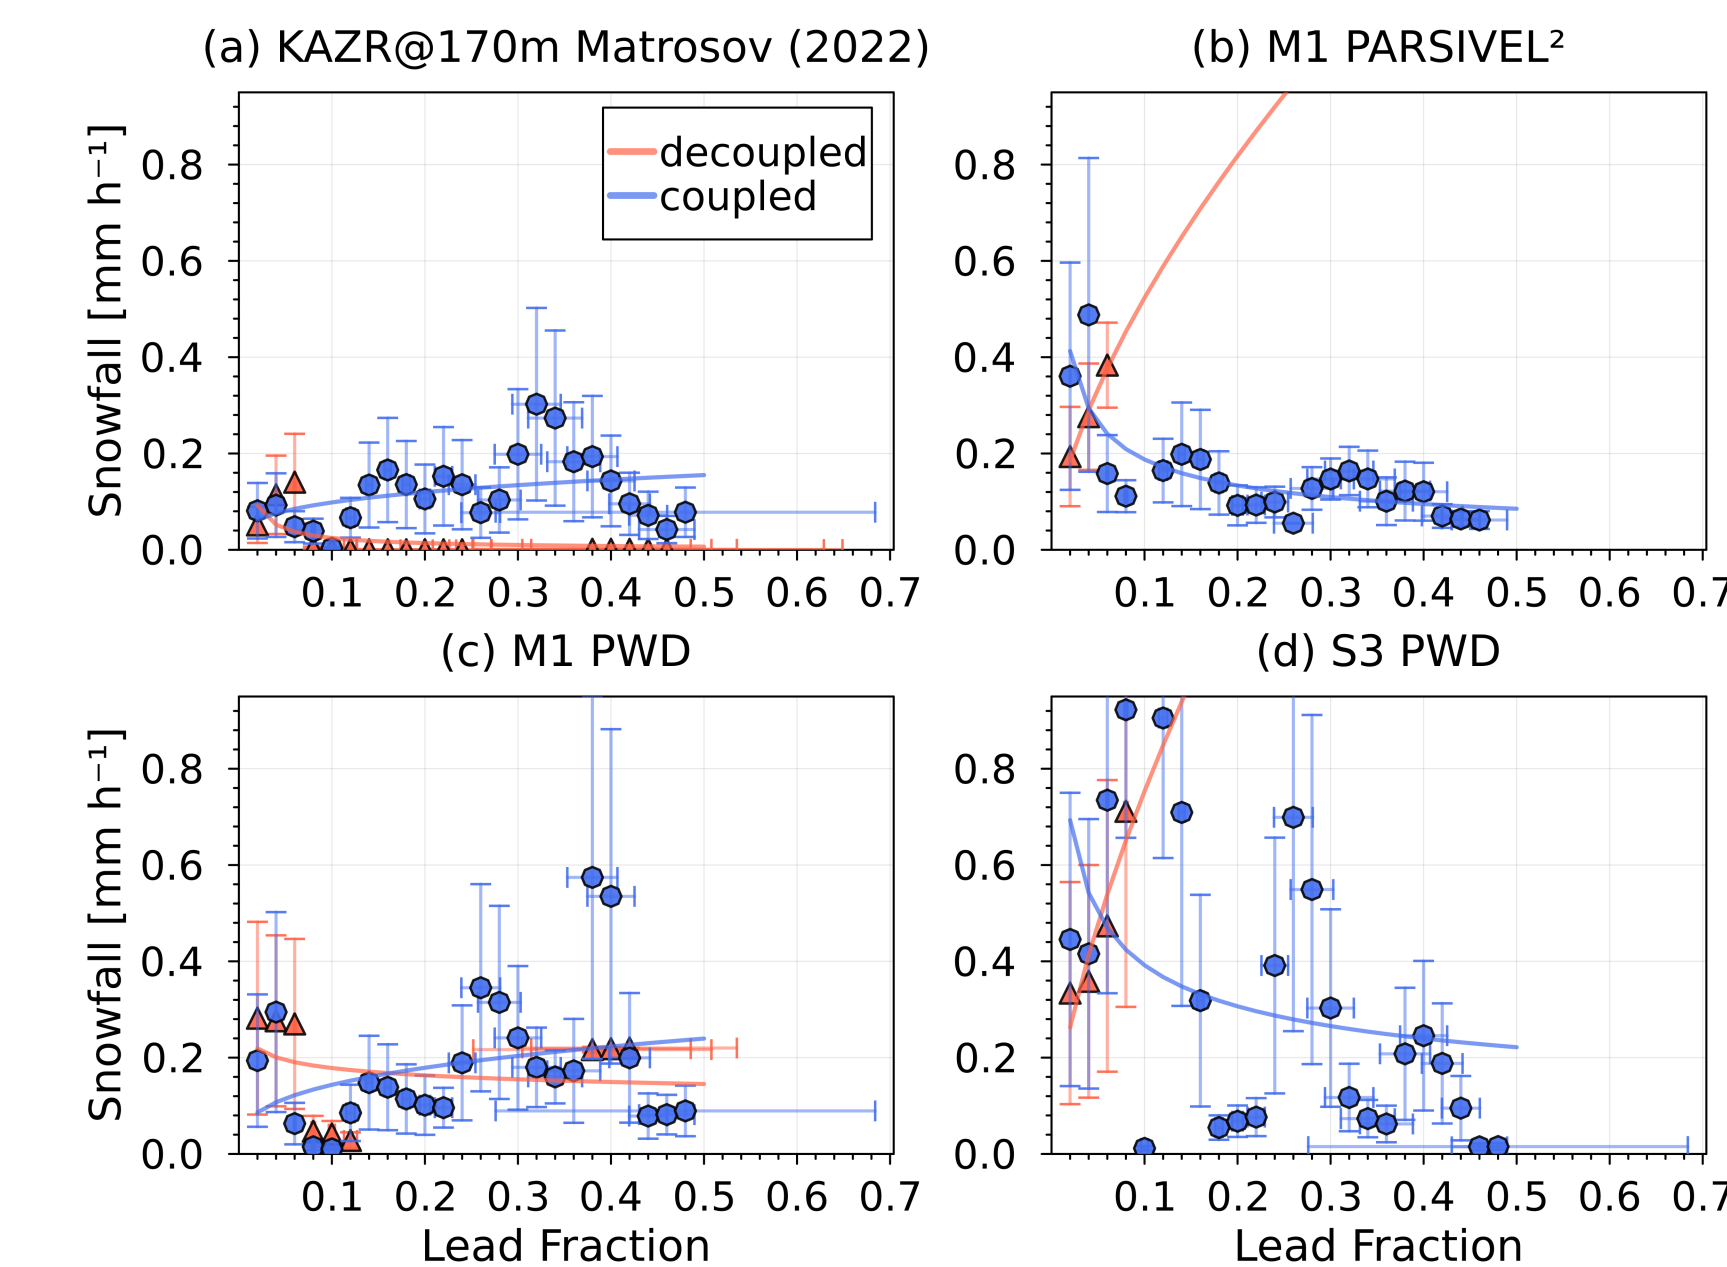 (a) KAZR@170m Matrosov (2022)
(b) M1 PARSIVEL²
Snowfall [mm h⁻¹]
0.8
0.6
0.4
0.2
0.0
decoupled
coupled
0.8
0.6
0.4
0.2
0.0
0.1 0.2 0.3 0.4 0.5 0.6 0.7
0.1 0.2 0.3 0.4 0.5 0.6 0.7
(c) M1 PWD
(d) S3 PWD
Snowfall [mm h⁻¹]
0.8
0.6
0.4
0.2
0.0
0.8
0.6
0.4
0.2
0.0
0.1 0.2 0.3 0.4 0.5 0.6 0.7
0.1 0.2 0.3 0.4 0.5 0.6 0.7
Lead Fraction
Lead Fraction